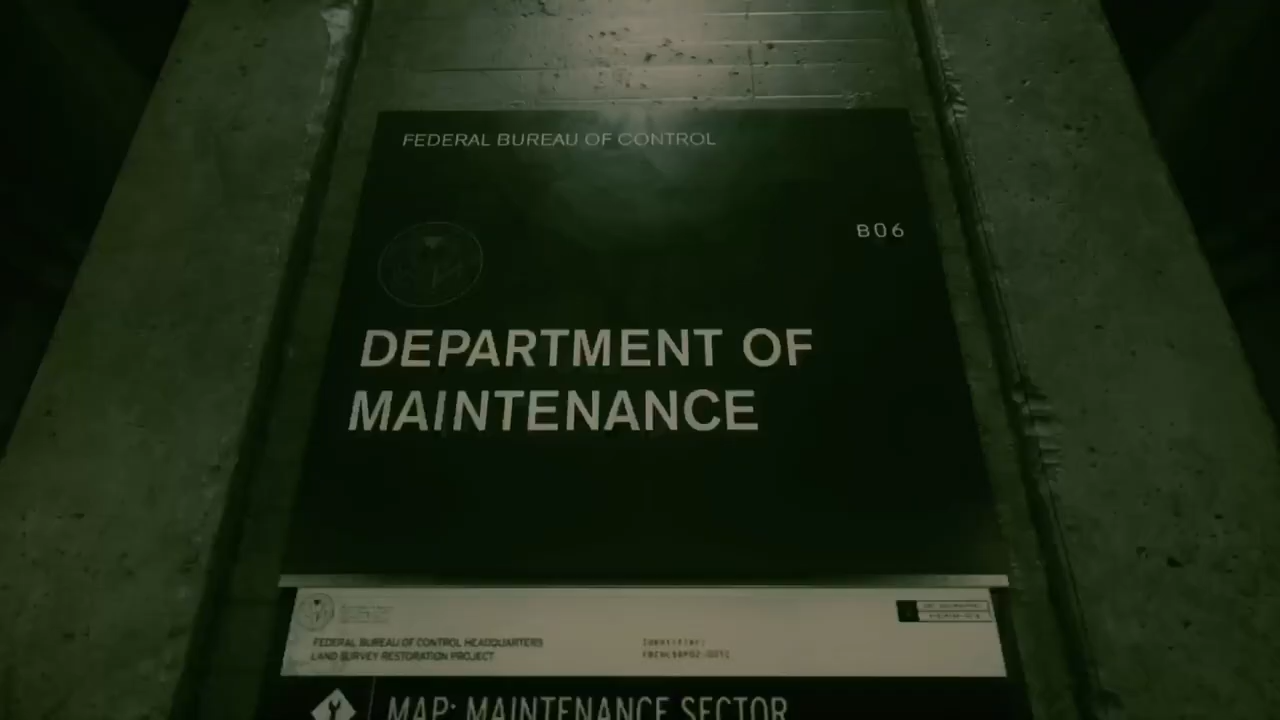 FEDERAL BUREAU OF CONTROL
B06
DEPARTMENT OF
MAINTENANCE
FEDERAL BUREAU OF CONTROL HEADQUARTERS
LAND SURVEY RESTORATION PROJECT
MAP: MAINTENANCE SECTOR